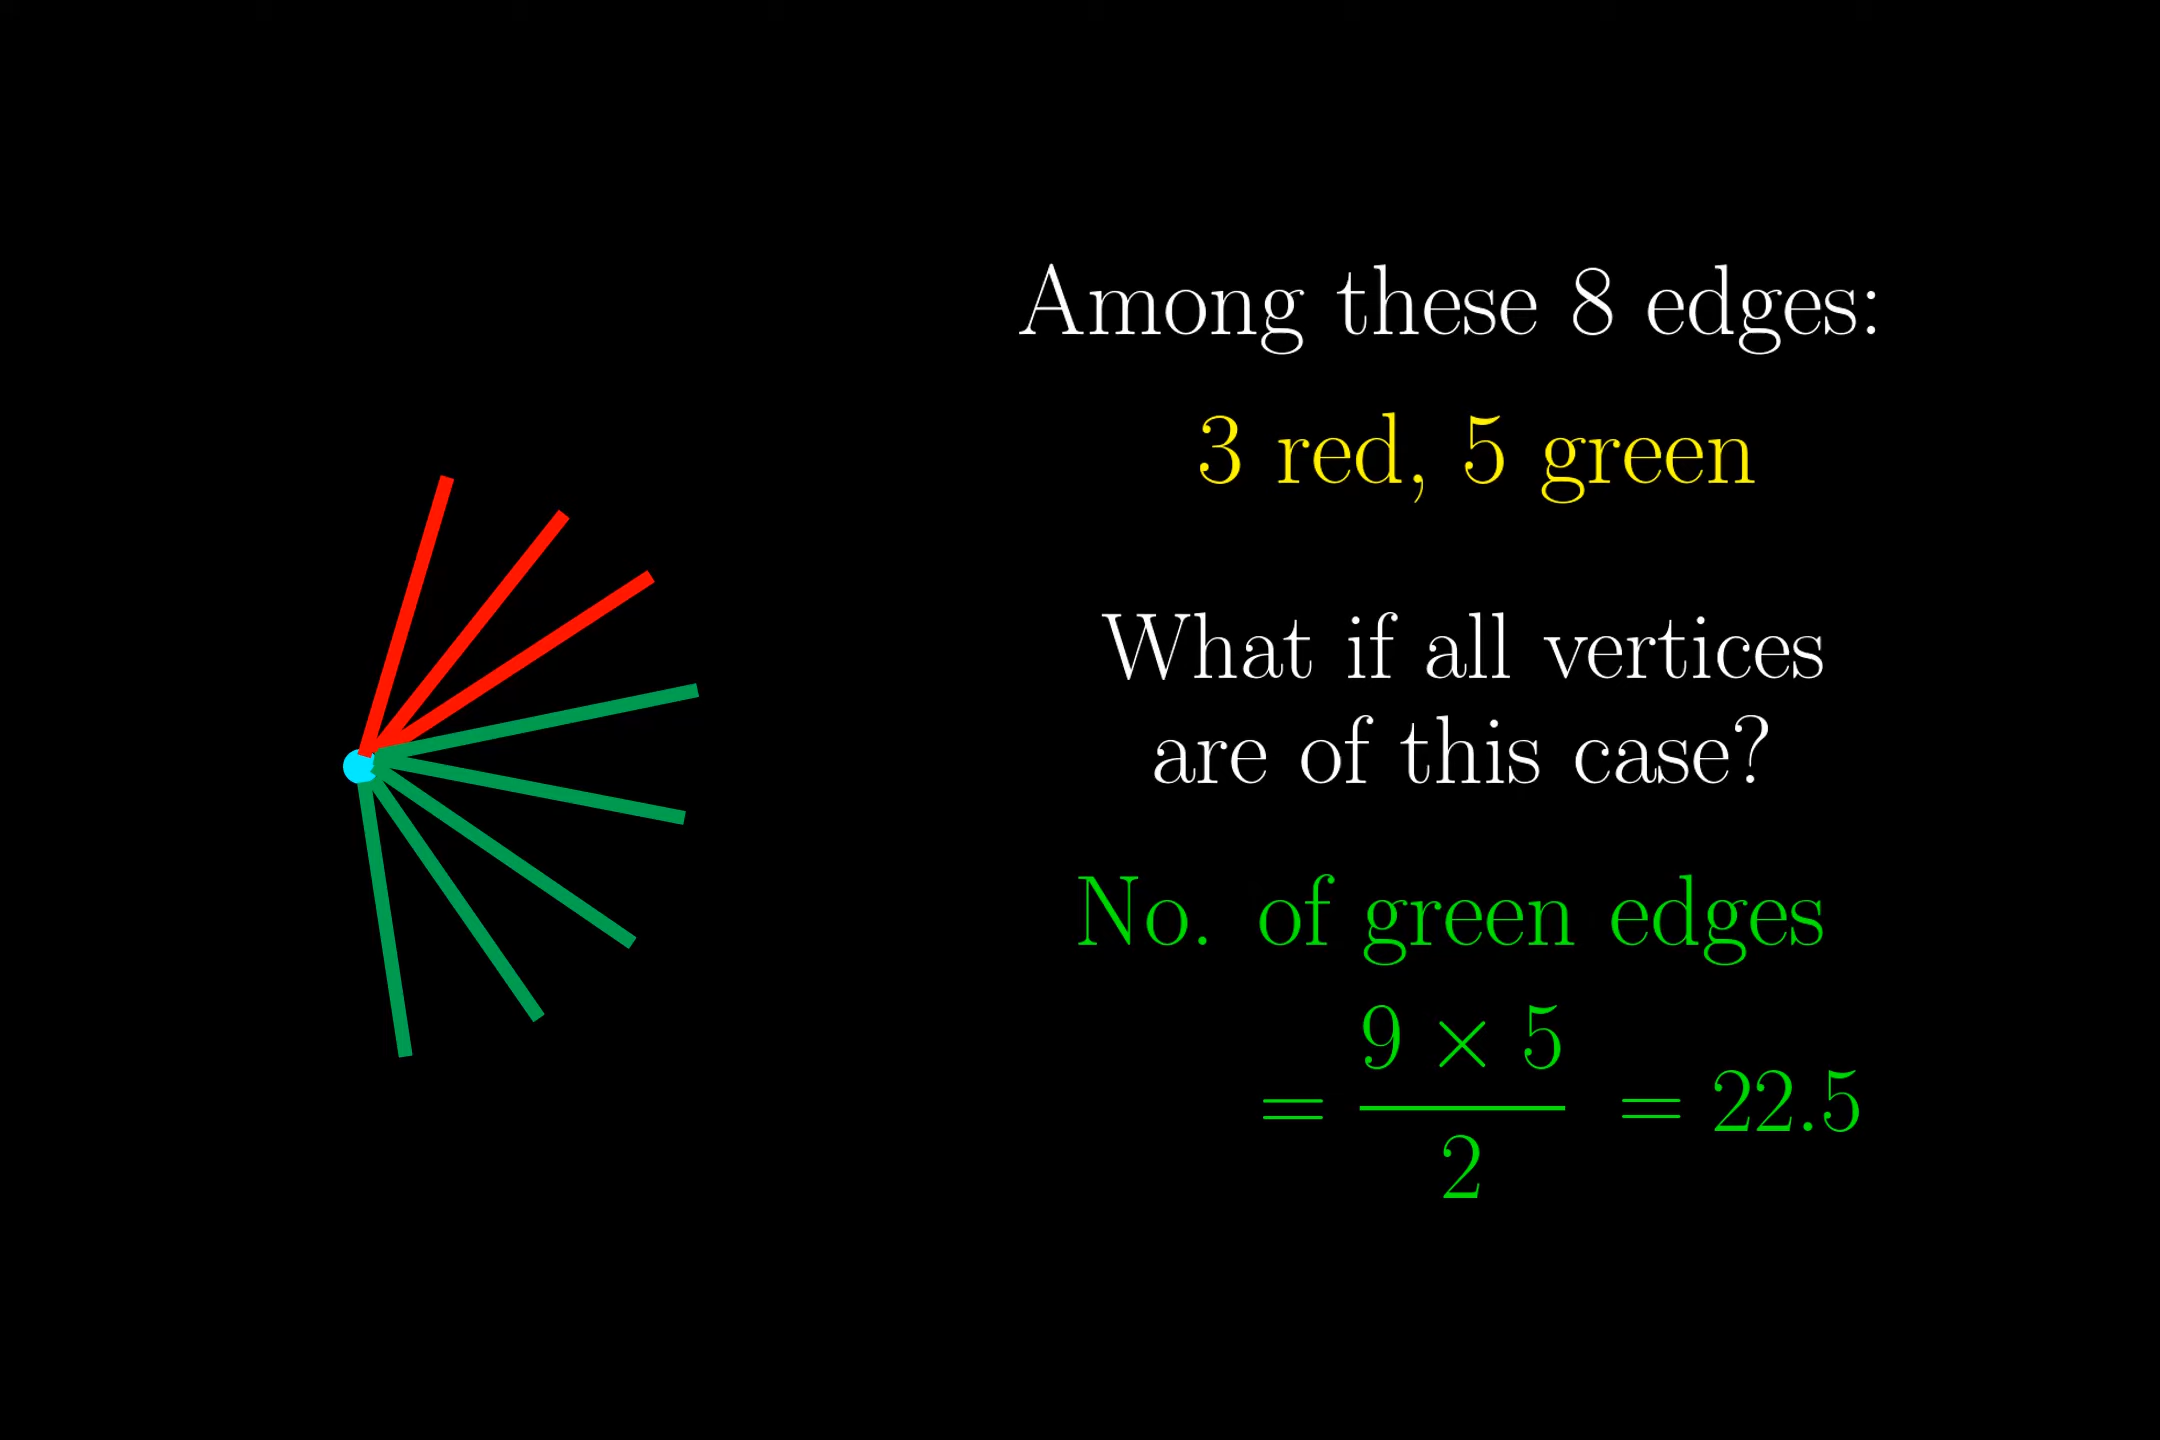 Among these 8 edges:
3 red, 5 green
What if all vertices
are of this case?
No. of green edges
= \frac{9 × 5}{2} = 22.5